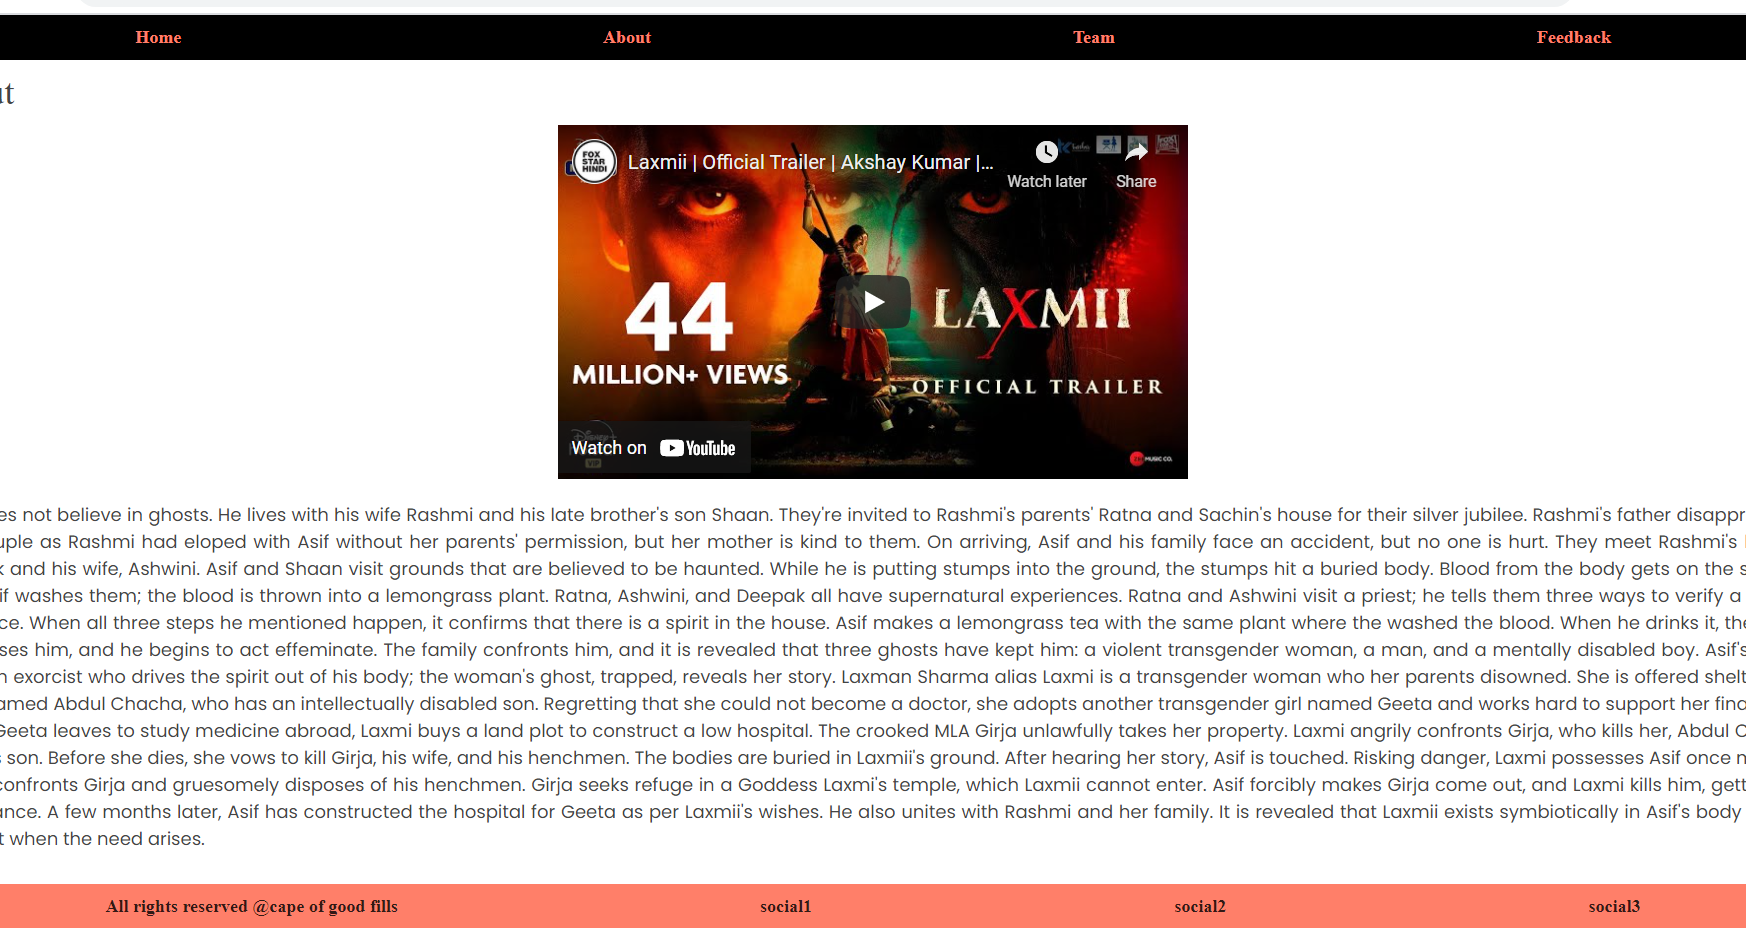 Home About Team Feedback
ut
FOX STAR HINDI Laxmii | Official Trailer | Akshay Kumar |...
Watch later Share
44
MILLION+ VIEWS
LAXMII
OFFICIAL TRAILER
Watch on YouTube
VIP
ZEE MUSIC CO.
es not believe in ghosts. He lives with his wife Rashmi and his late brother's son Shaan. They're invited to Rashmi's parents' Ratna and Sachin's house for their silver jubilee. Rashmi's father disappr
uple as Rashmi had eloped with Asif without her parents' permission, but her mother is kind to them. On arriving, Asif and his family face an accident, but no one is hurt. They meet Rashmi's
k and his wife, Ashwini. Asif and Shaan visit grounds that are believed to be haunted. While he is putting stumps into the ground, the stumps hit a buried body. Blood from the body gets on the s
if washes them; the blood is thrown into a lemongrass plant. Ratna, Ashwini, and Deepak all have supernatural experiences. Ratna and Ashwini visit a priest; he tells them three ways to verify a
ce. When all three steps he mentioned happen, it confirms that there is a spirit in the house. Asif makes a lemongrass tea with the same plant where the washed the blood. When he drinks it, the
ses him, and he begins to act effeminate. The family confronts him, and it is revealed that three ghosts have kept him: a violent transgender woman, a man, and a mentally disabled boy. Asif's
n exorcist who drives the spirit out of his body; the woman's ghost, trapped, reveals her story. Laxman Sharma alias Laxmi is a transgender woman who her parents disowned. She is offered shelt
amed Abdul Chacha, who has an intellectually disabled son. Regretting that she could not become a doctor, she adopts another transgender girl named Geeta and works hard to support her fina
Geeta leaves to study medicine abroad, Laxmi buys a land plot to construct a low hospital. The crooked MLA Girja unlawfully takes her property. Laxmi angrily confronts Girja, who kills her, Abdul C
s son. Before she dies, she vows to kill Girja, his wife, and his henchmen. The bodies are buried in Laxmii's ground. After hearing her story, Asif is touched. Risking danger, Laxmi possesses Asif once m
confronts Girja and gruesomely disposes of his henchmen. Girja seeks refuge in a Goddess Laxmi's temple, which Laxmii cannot enter. Asif forcibly makes Girja come out, and Laxmi kills him, gett
ance. A few months later, Asif has constructed the hospital for Geeta as per Laxmii's wishes. He also unites with Rashmi and her family. It is revealed that Laxmii exists symbiotically in Asif's body
t when the need arises.
All rights reserved @cape of good fills social1 social2 social3